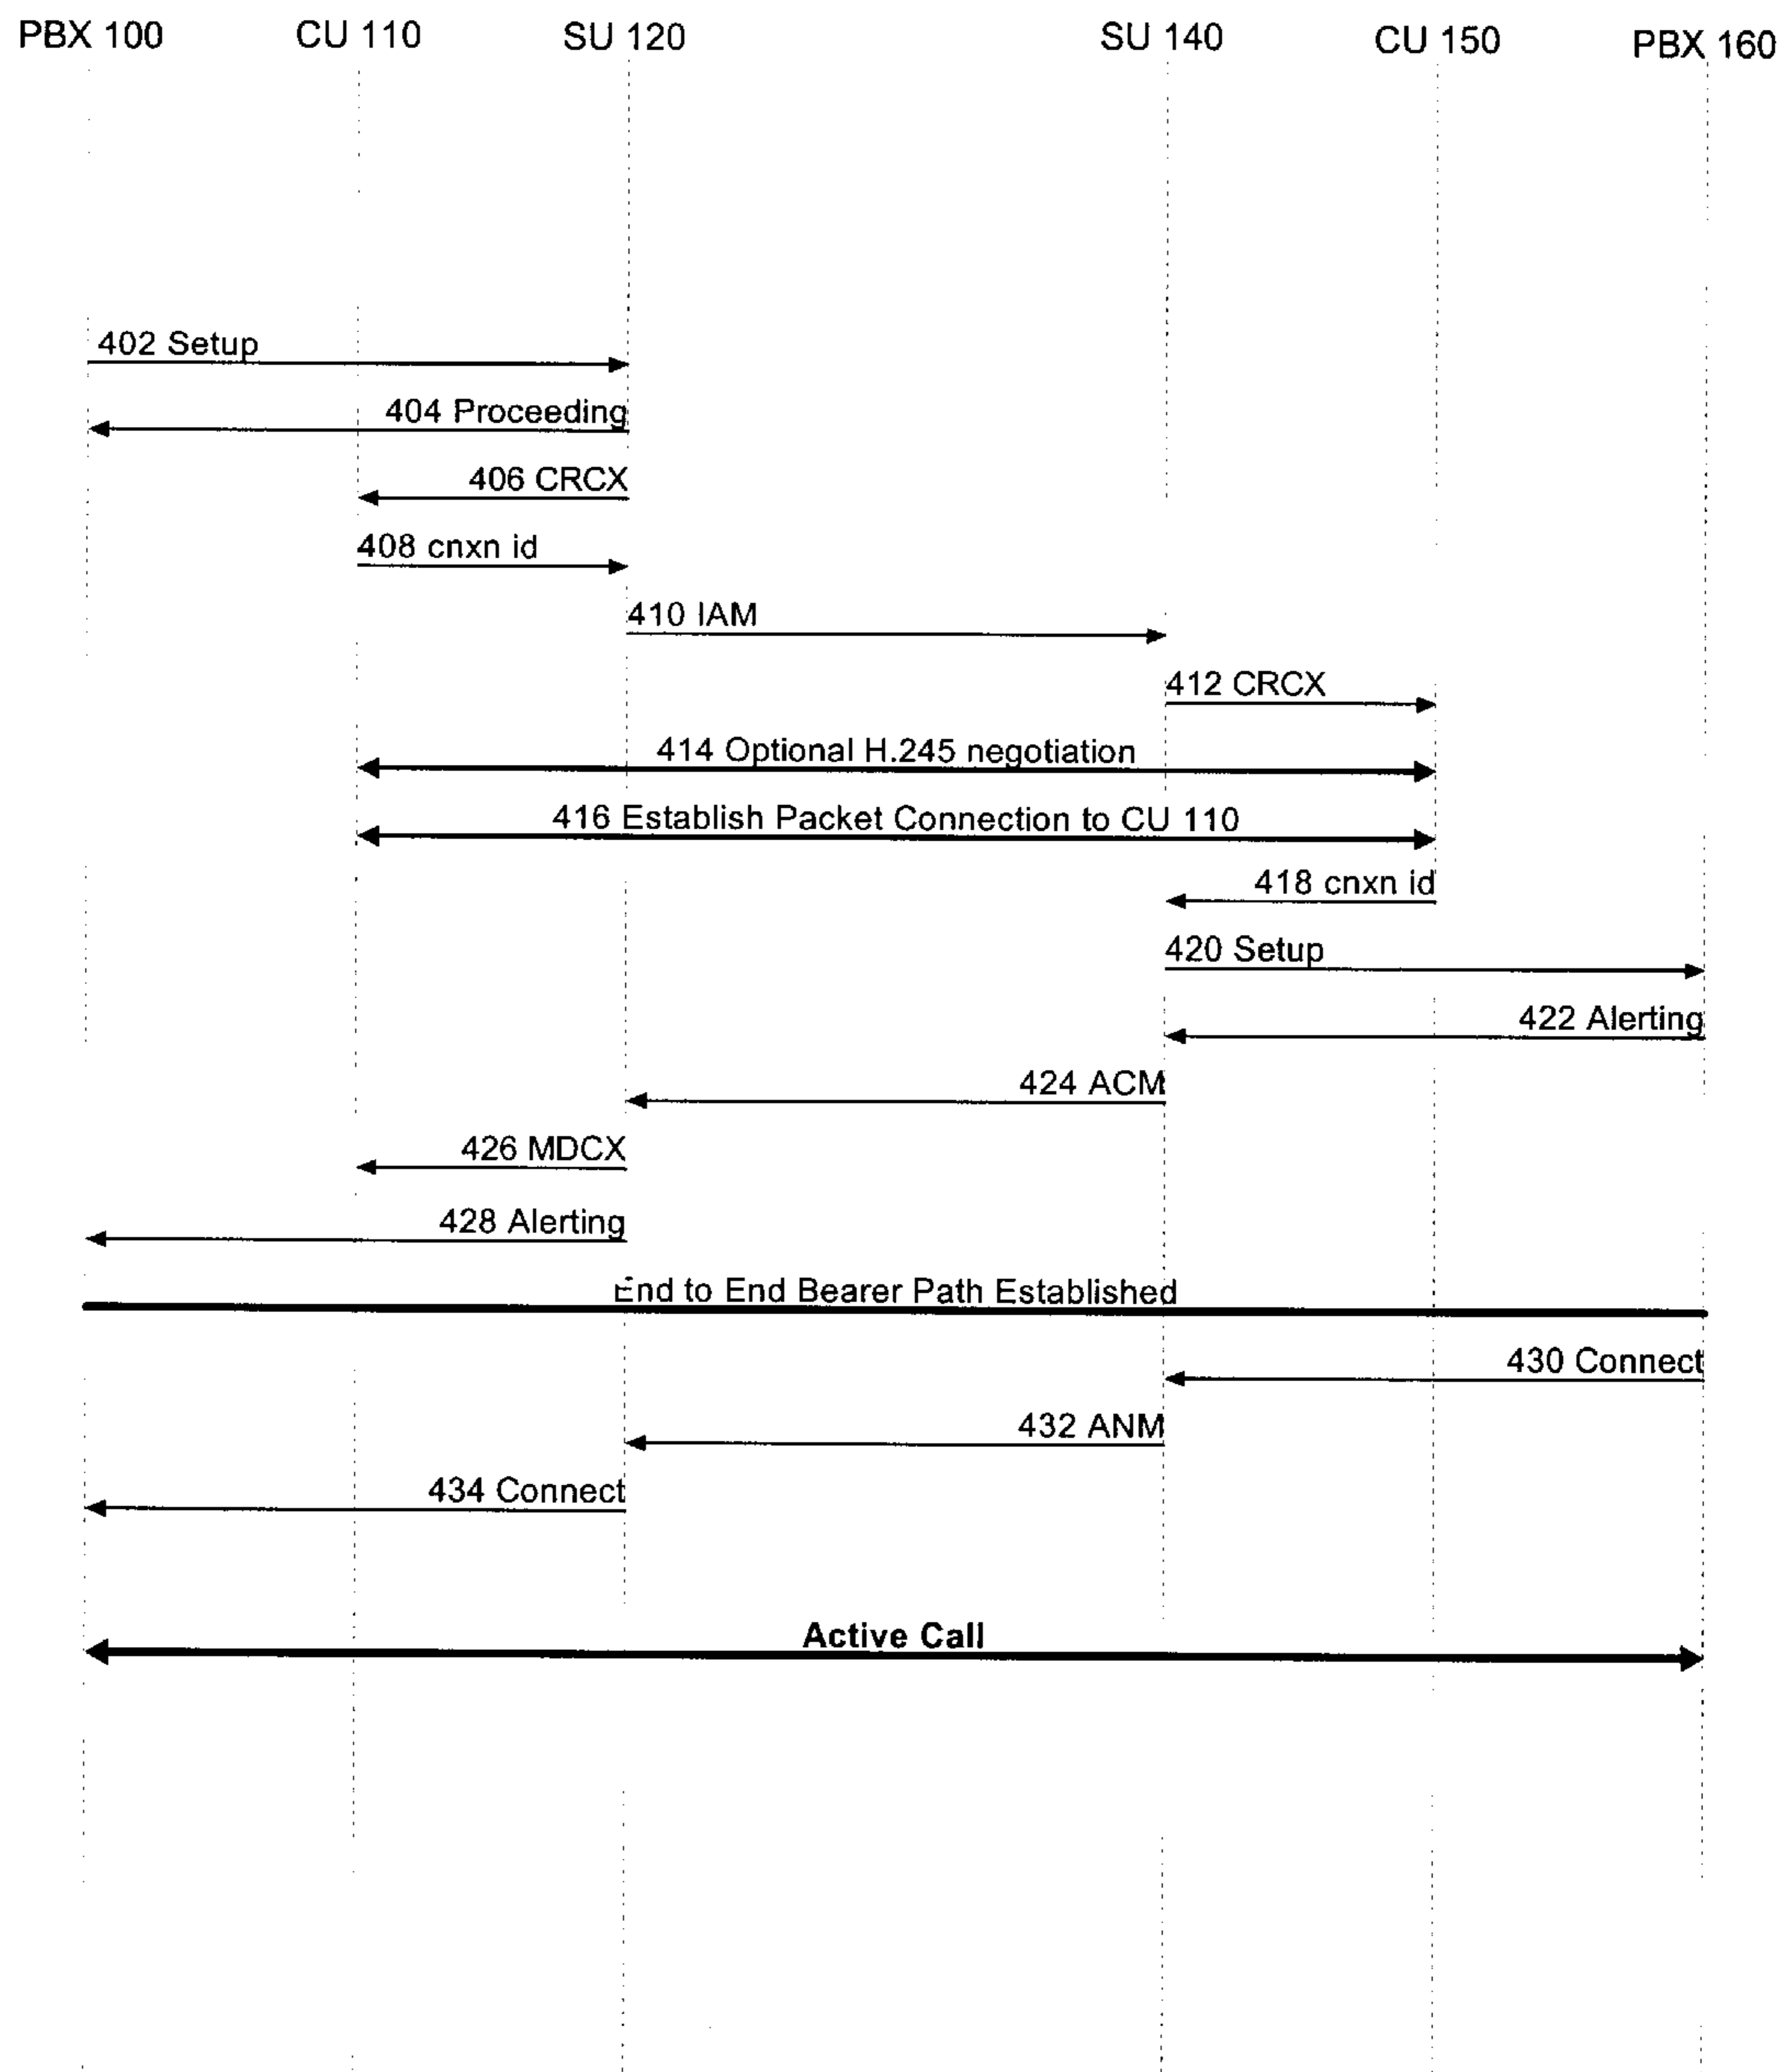 PBX 100 CU 110 SU 120 SU 140 CU 150 PBX 160
402 Setup
404 Proceeding
406 CRCX
408 cnxn id
410 IAM
412 CRCX
414 Optional H.245 negotiation
416 Establish Packet Connection to CU 110
418 cnxn id
420 Setup
422 Alerting
424 ACM
426 MDCX
428 Alerting
End to End Bearer Path Established
430 Connect
432 ANM
434 Connect
Active Call